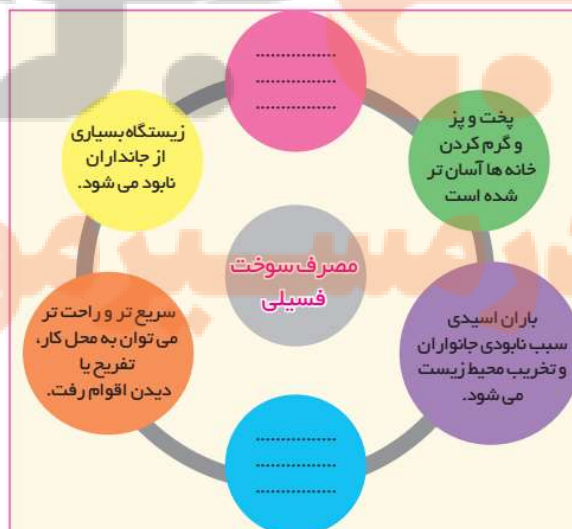 ................
................
................
پخت و پز
و گرم کردن
خانه ها آسان تر
شده است
زیستگاه بسیاری
از جانداران
نابود می شود.
مصرف سوخت
فسیلی
باران اسیدی
سبب نابودی جانواران
و تخریب محیط زیست
می شود.
سریع تر و راحت تر
می توان به محل کار،
تفریح یا
دیدن اقوام رفت.
................
................
................